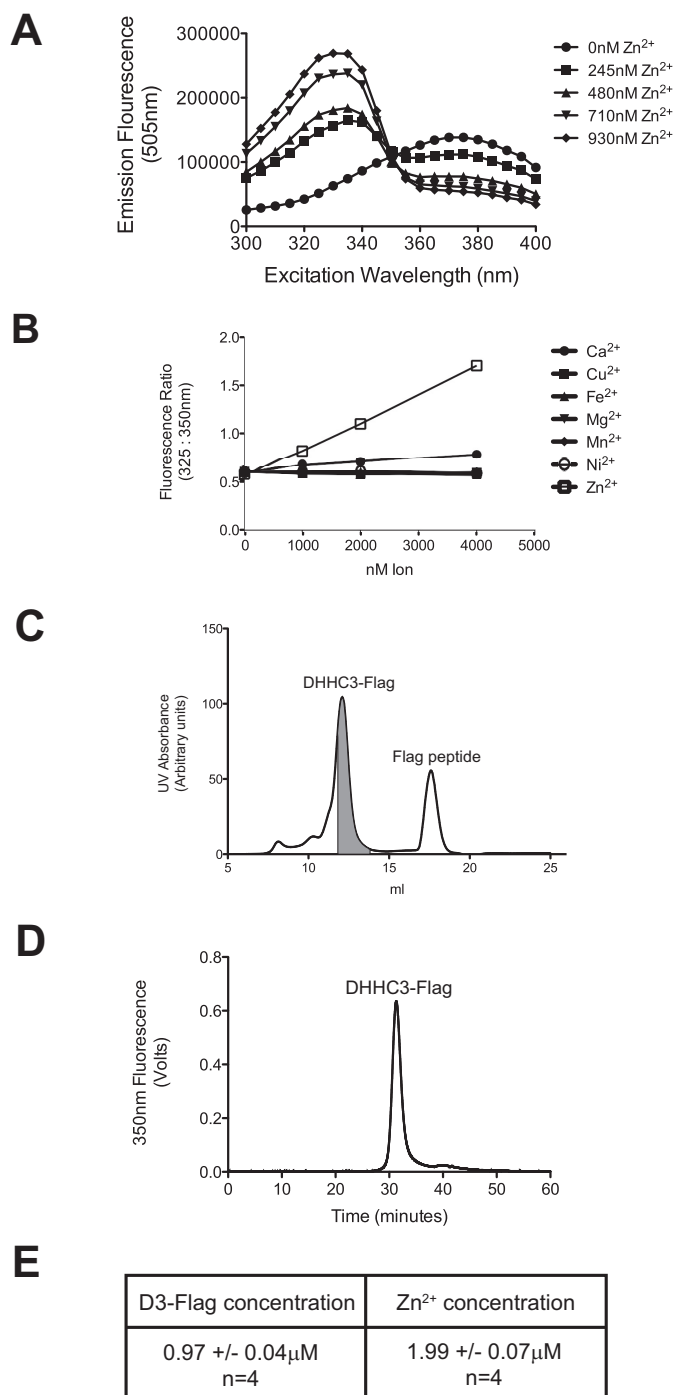 A
300000
200000
100000
0
300
320
340
360
380
400
Emission Flourescence
(505nm)
Excitation Wavelength (nm)
0nM Zn²⁺
245nM Zn²⁺
480nM Zn²⁺
710nM Zn²⁺
930nM Zn²⁺
B
2.0
1.5
1.0
0.5
0.0
0
1000
2000
3000
4000
5000
Fluorescence Ratio
(325 : 350nm)
nM Ion
Ca²⁺
Cu²⁺
Fe²⁺
Mg²⁺
Mn²⁺
Ni²⁺
Zn²⁺
C
150
100
50
0
5
10
15
20
25
UV Absorbance
(Arbitrary units)
ml
DHHC3-Flag
Flag peptide
D
0.8
0.6
0.4
0.2
0.0
0
10
20
30
40
50
60
350nm Fluorescence
(Volts)
Time (minutes)
DHHC3-Flag
E
D3-Flag concentration
Zn²⁺ concentration
0.97 +/- 0.04μM
n=4
1.99 +/- 0.07μM
n=4